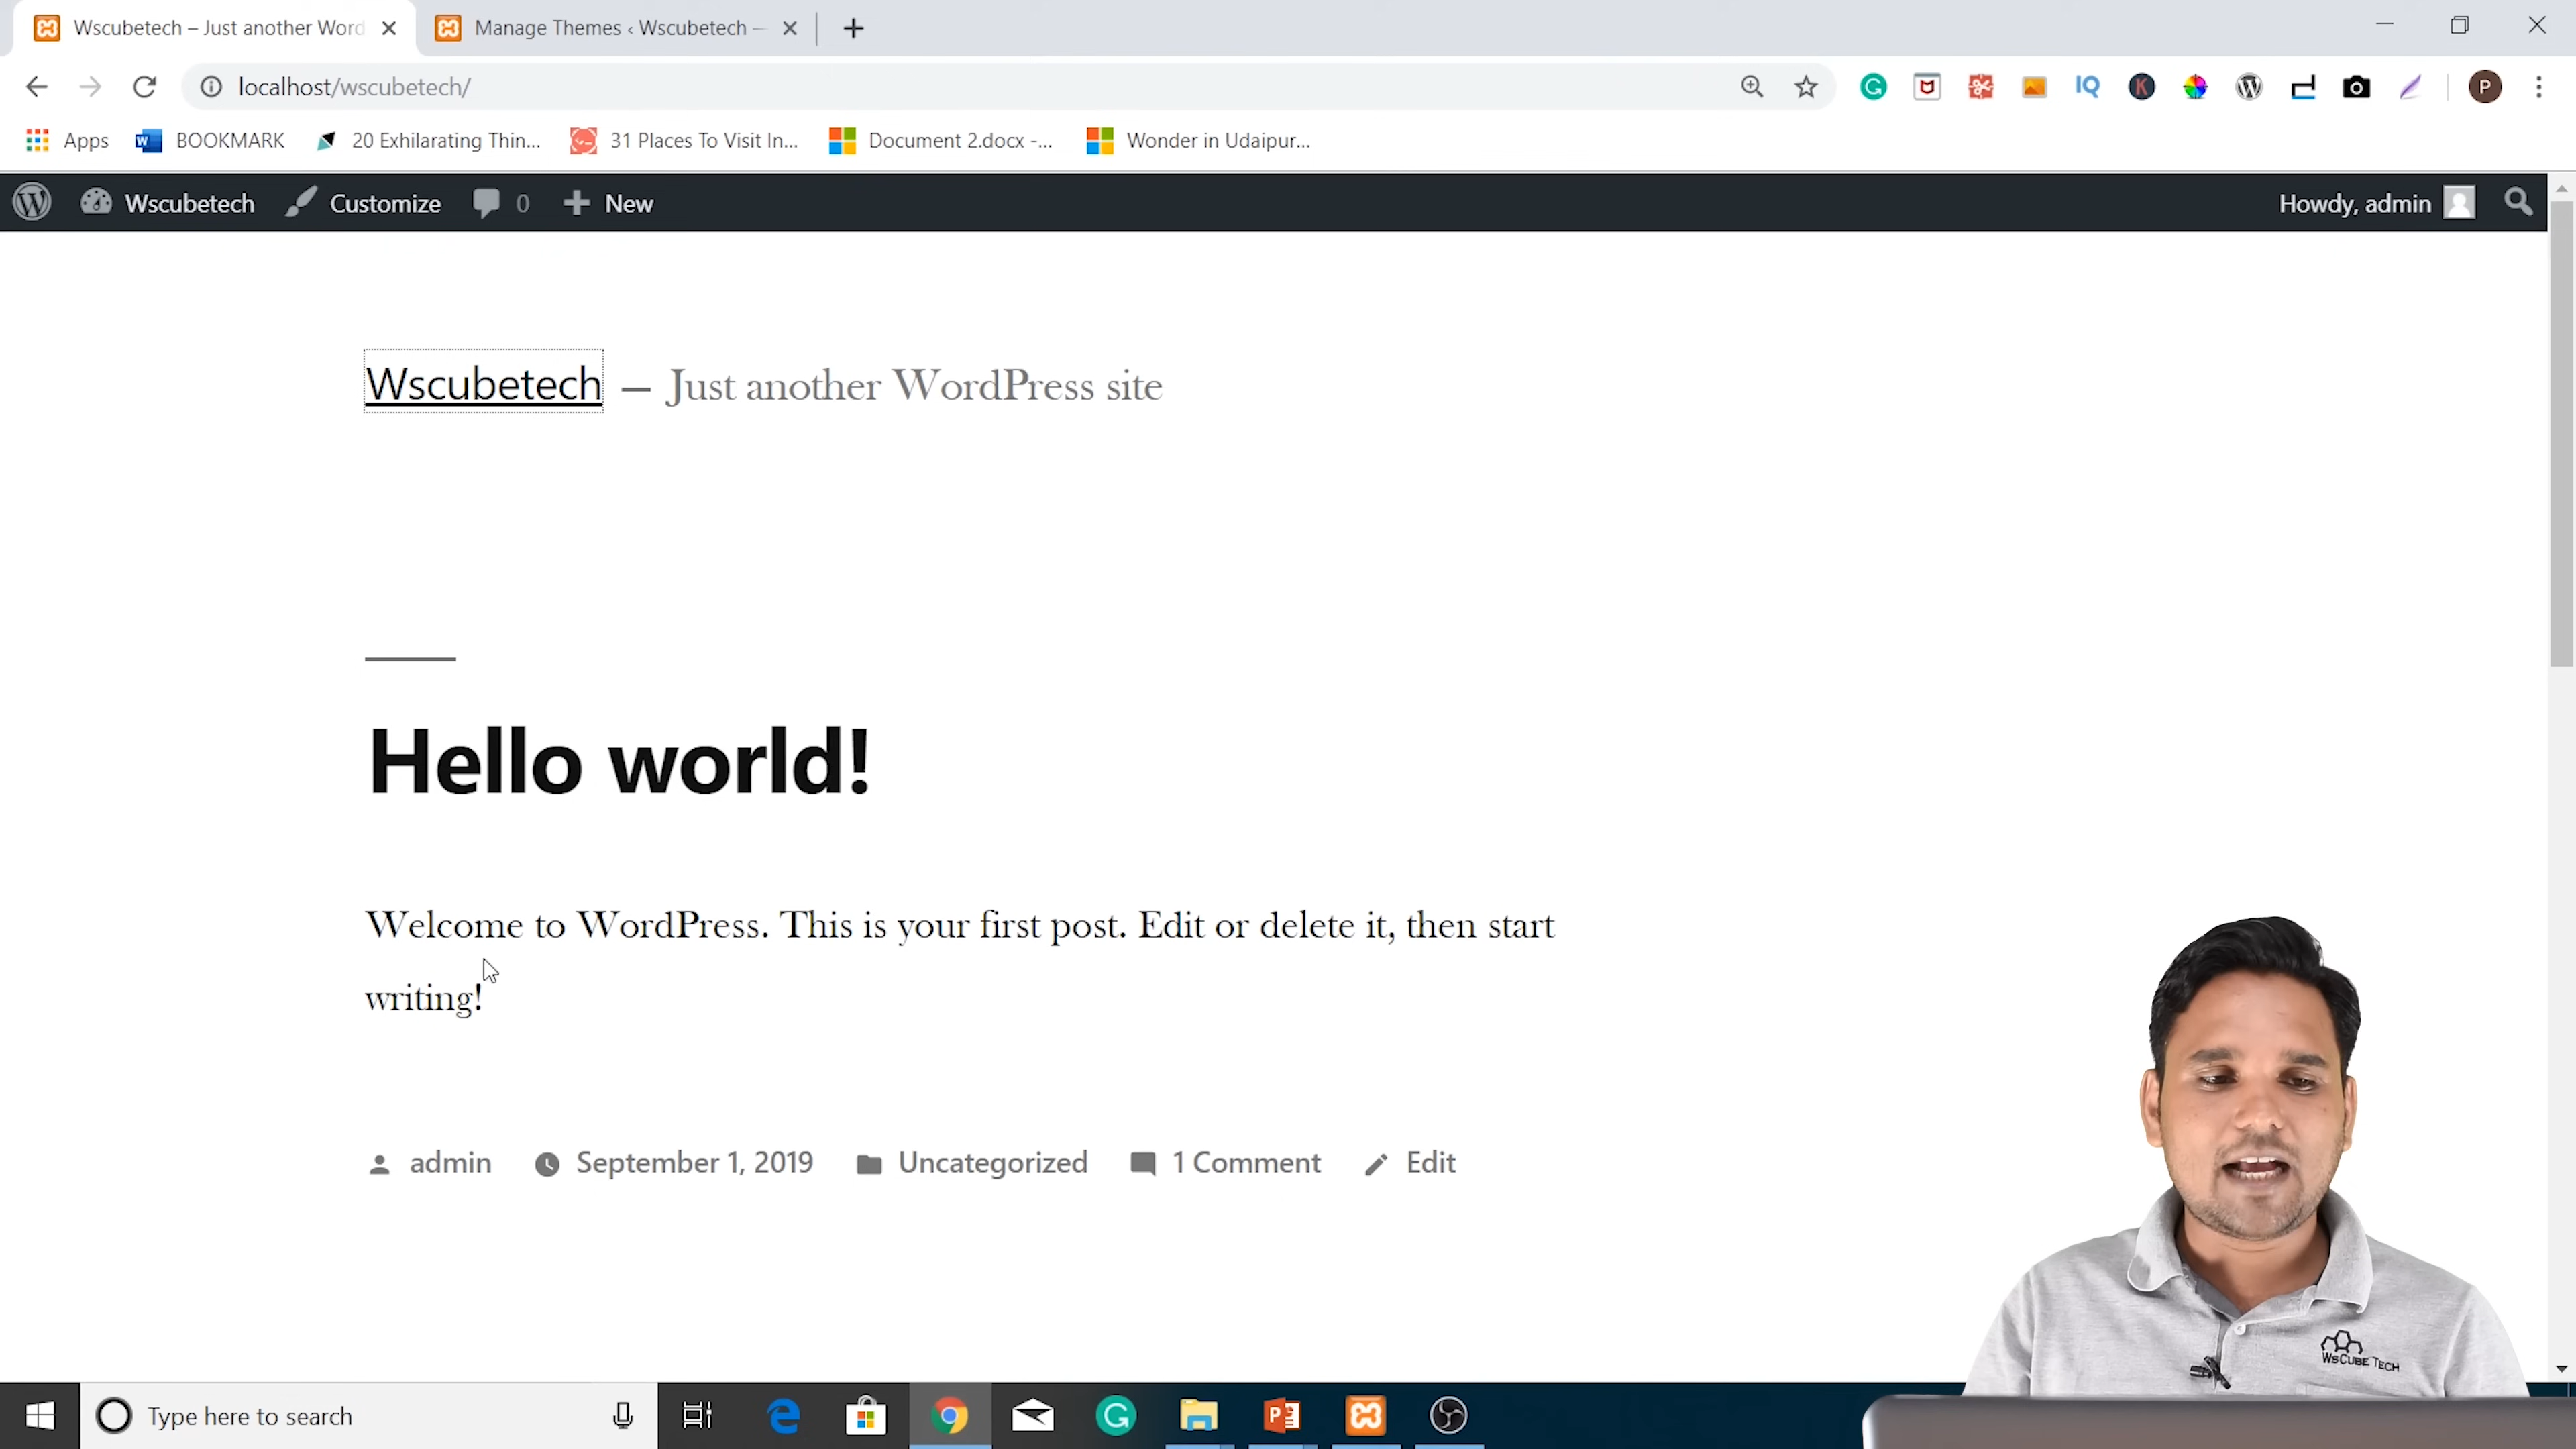 Wscubetech – Just another Word
Manage Themes ‹ Wscubetech —
localhost/wscubetech/
Apps BOOKMARK 20 Exhilarating Thin... 31 Places To Visit In... Document 2.docx -... Wonder in Udaipur...
Wscubetech Customize 0 New Howdy, admin
Wscubetech — Just another WordPress site
Hello world!
Welcome to WordPress. This is your first post. Edit or delete it, then start
writing!
admin September 1, 2019 Uncategorized 1 Comment Edit
WsCube Tech
Type here to search